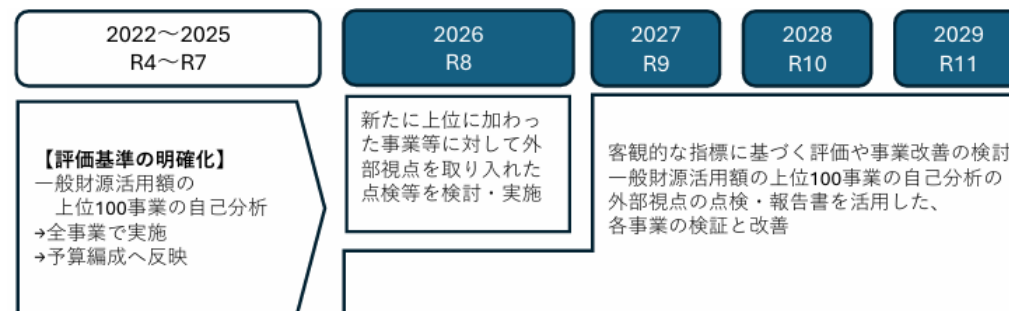 2022～2025
R4～R7
2026
R8
2027
R9
2028
R10
2029
R11
【評価基準の明確化】
一般財源活用額の
上位100事業の自己分析
→全事業で実施
→予算編成へ反映
新たに上位に加わっ
た事業等に対して外
部視点を取り入れた
点検等を検討・実施
客観的な指標に基づく評価や事業改善の検討
一般財源活用額の上位100事業の自己分析の
外部視点の点検・報告書を活用した、
各事業の検証と改善